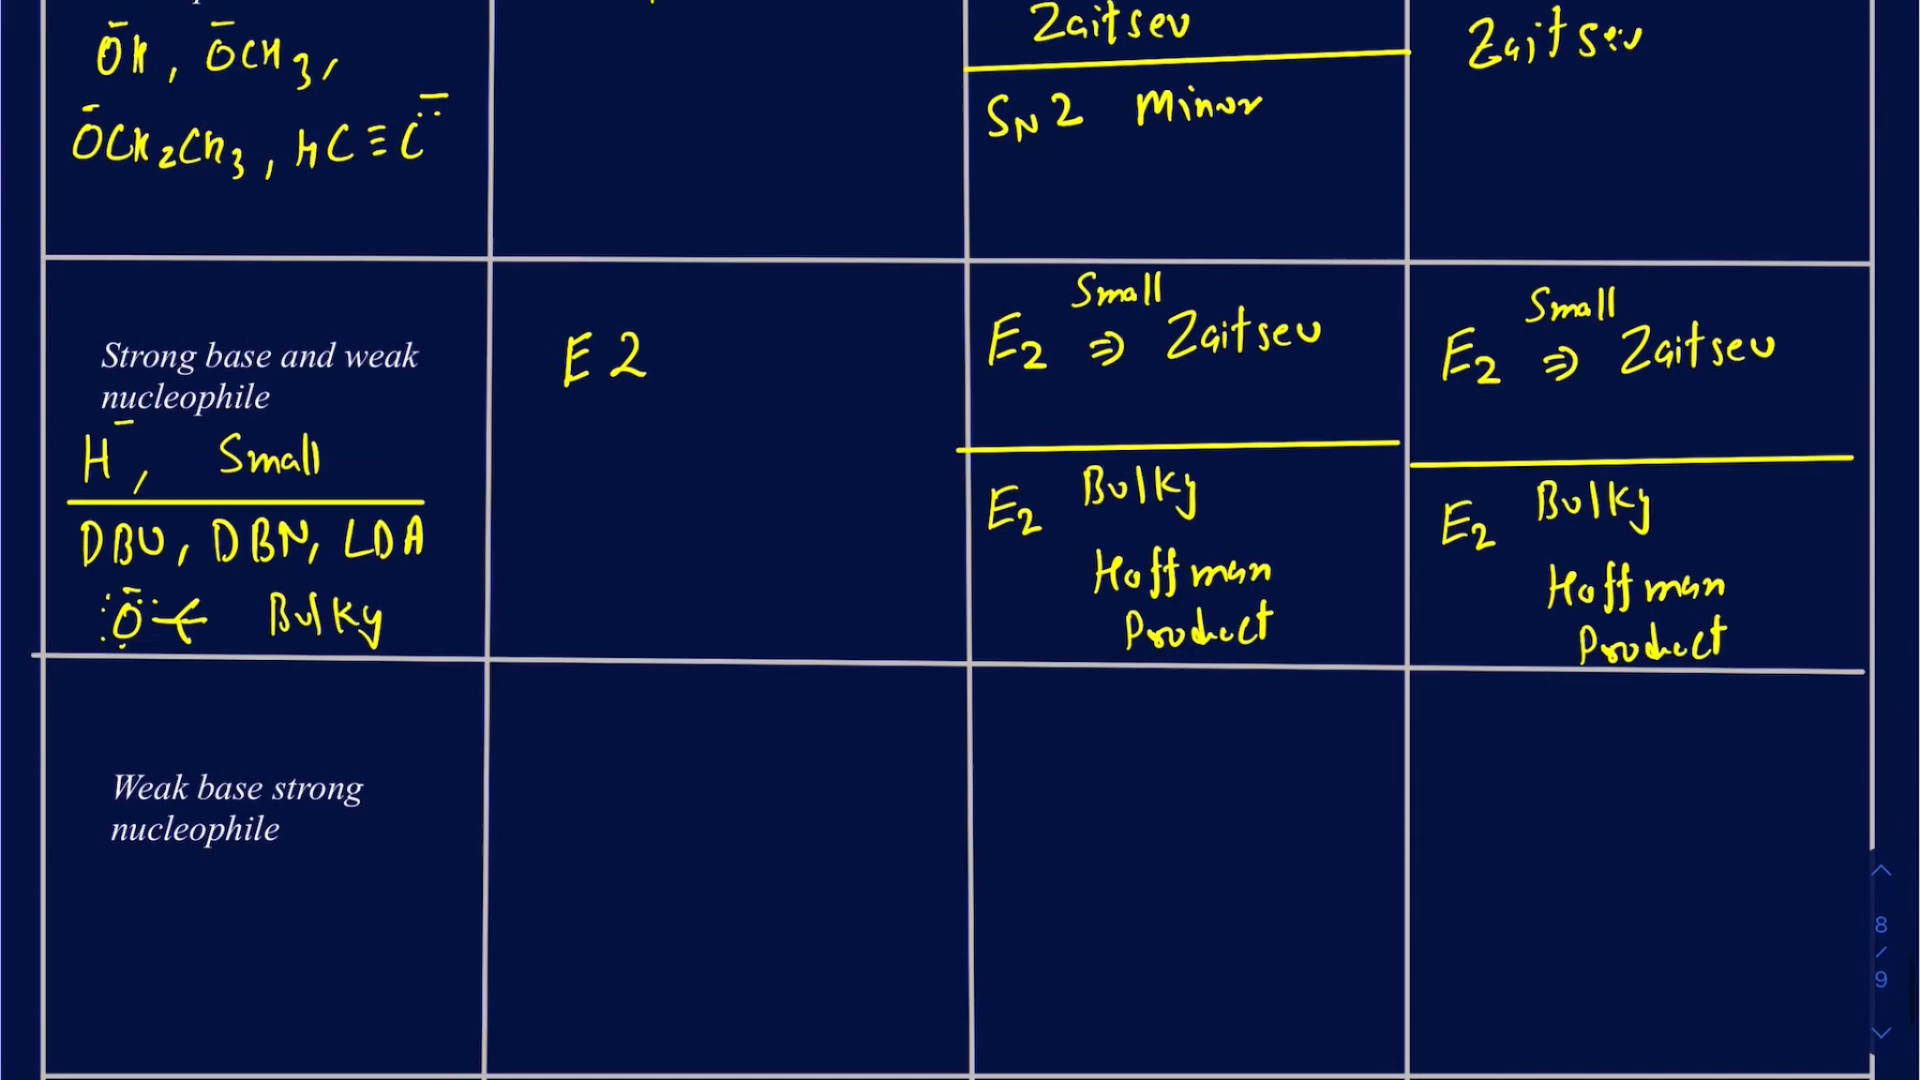 ŌH, ŌCH3,
ŌCH2CH3, HC≡C̄
Zaitsev
SN2 Minor
Zaitsev
Strong base and weak
nucleophile
H⁻, Small
DBU, DBN, LDA
:Ō Bulky
E2
Small
E2 ⇒ Zaitsev
E2 Bulky
Hoffman
Product
Small
E2 ⇒ Zaitsev
E2 Bulky
Hoffman
Product
Weak base strong
nucleophile
8
/
9